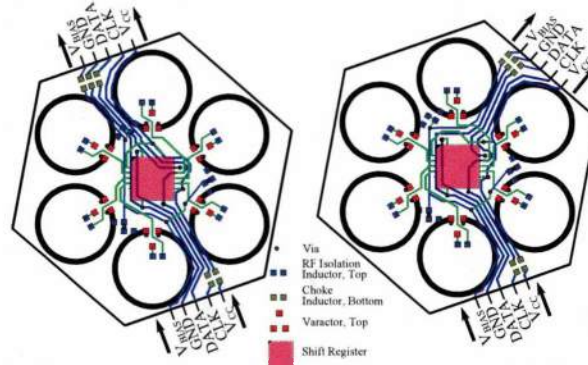 VBIAS
GND
DATA
CLK
VCC
VBIAS
GND
DATA
CLK
VCC
Via
RF Isolation
Inductor, Top
Choke
Inductor, Bottom
Varactor, Top
Shift Register
VBIAS
GND
DATA
CLK
VCC
VBIAS
GND
DATA
CLK
VCC